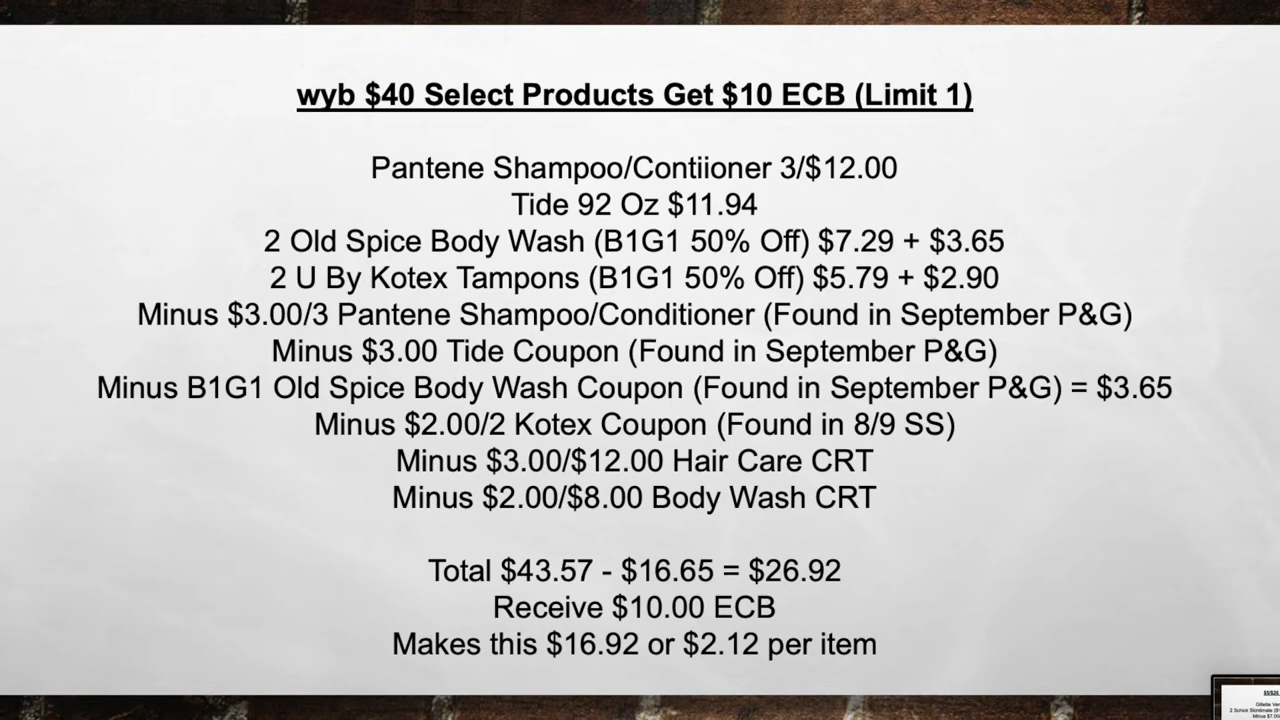 wyb $40 Select Products Get $10 ECB (Limit 1)
Pantene Shampoo/Contiioner 3/$12.00
Tide 92 Oz $11.94
2 Old Spice Body Wash (B1G1 50% Off) $7.29 + $3.65
2 U By Kotex Tampons (B1G1 50% Off) $5.79 + $2.90
Minus $3.00/3 Pantene Shampoo/Conditioner (Found in September P&G)
Minus $3.00 Tide Coupon (Found in September P&G)
Minus B1G1 Old Spice Body Wash Coupon (Found in September P&G) = $3.65
Minus $2.00/2 Kotex Coupon (Found in 8/9 SS)
Minus $3.00/$12.00 Hair Care CRT
Minus $2.00/$8.00 Body Wash CRT
Total $43.57 - $16.65 = $26.92
Receive $10.00 ECB
Makes this $16.92 or $2.12 per item
Gillette Ve
2 Schick Skintimate (B